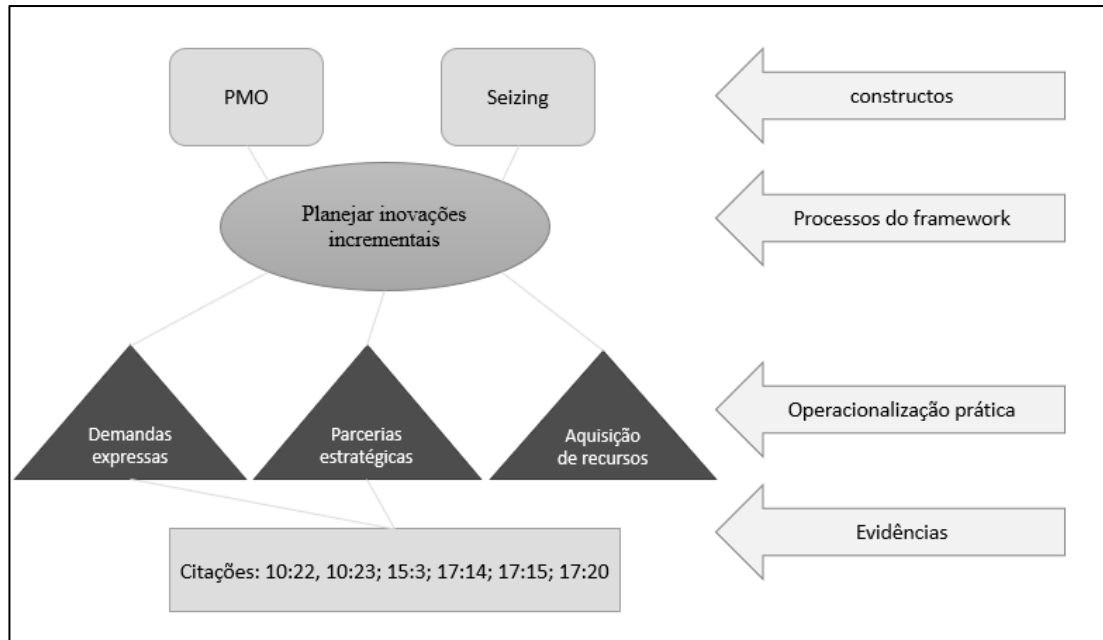 PMO
Seizing
constructos
Planejar inovações
incrementais
Processos do framework
Demandas
expressas
Parcerias
estratégicas
Aquisição
de recursos
Operacionalização prática
Evidências
Citações: 10:22, 10:23; 15:3; 17:14; 17:15; 17:20